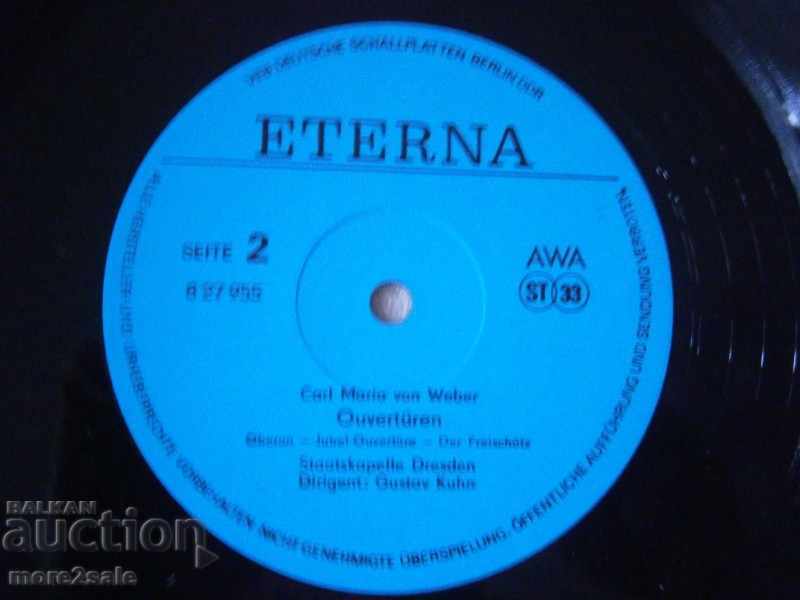 VEB DEUTSCHE SCHALLPLATTEN BERLIN DDR
ETERNA
SEITE 2
8 27 955
AWA
ST 33
Carl Maria von Weber
Ouvertüren
Oberon – Jubel-Ouvertüre – Der Freischütz
Staatskapelle Dresden
Dirigent: Gustav Kuhn
ALLE HERSTELLER- UND URHEBERRECHTE VORBEHALTEN. NICHT GENEHMIGTE ÜBERSPIELUNG, ÖFFENTLICHE AUFFÜHRUNG UND SENDUNG VERBOTEN.
BALKAN
auction
more2sale